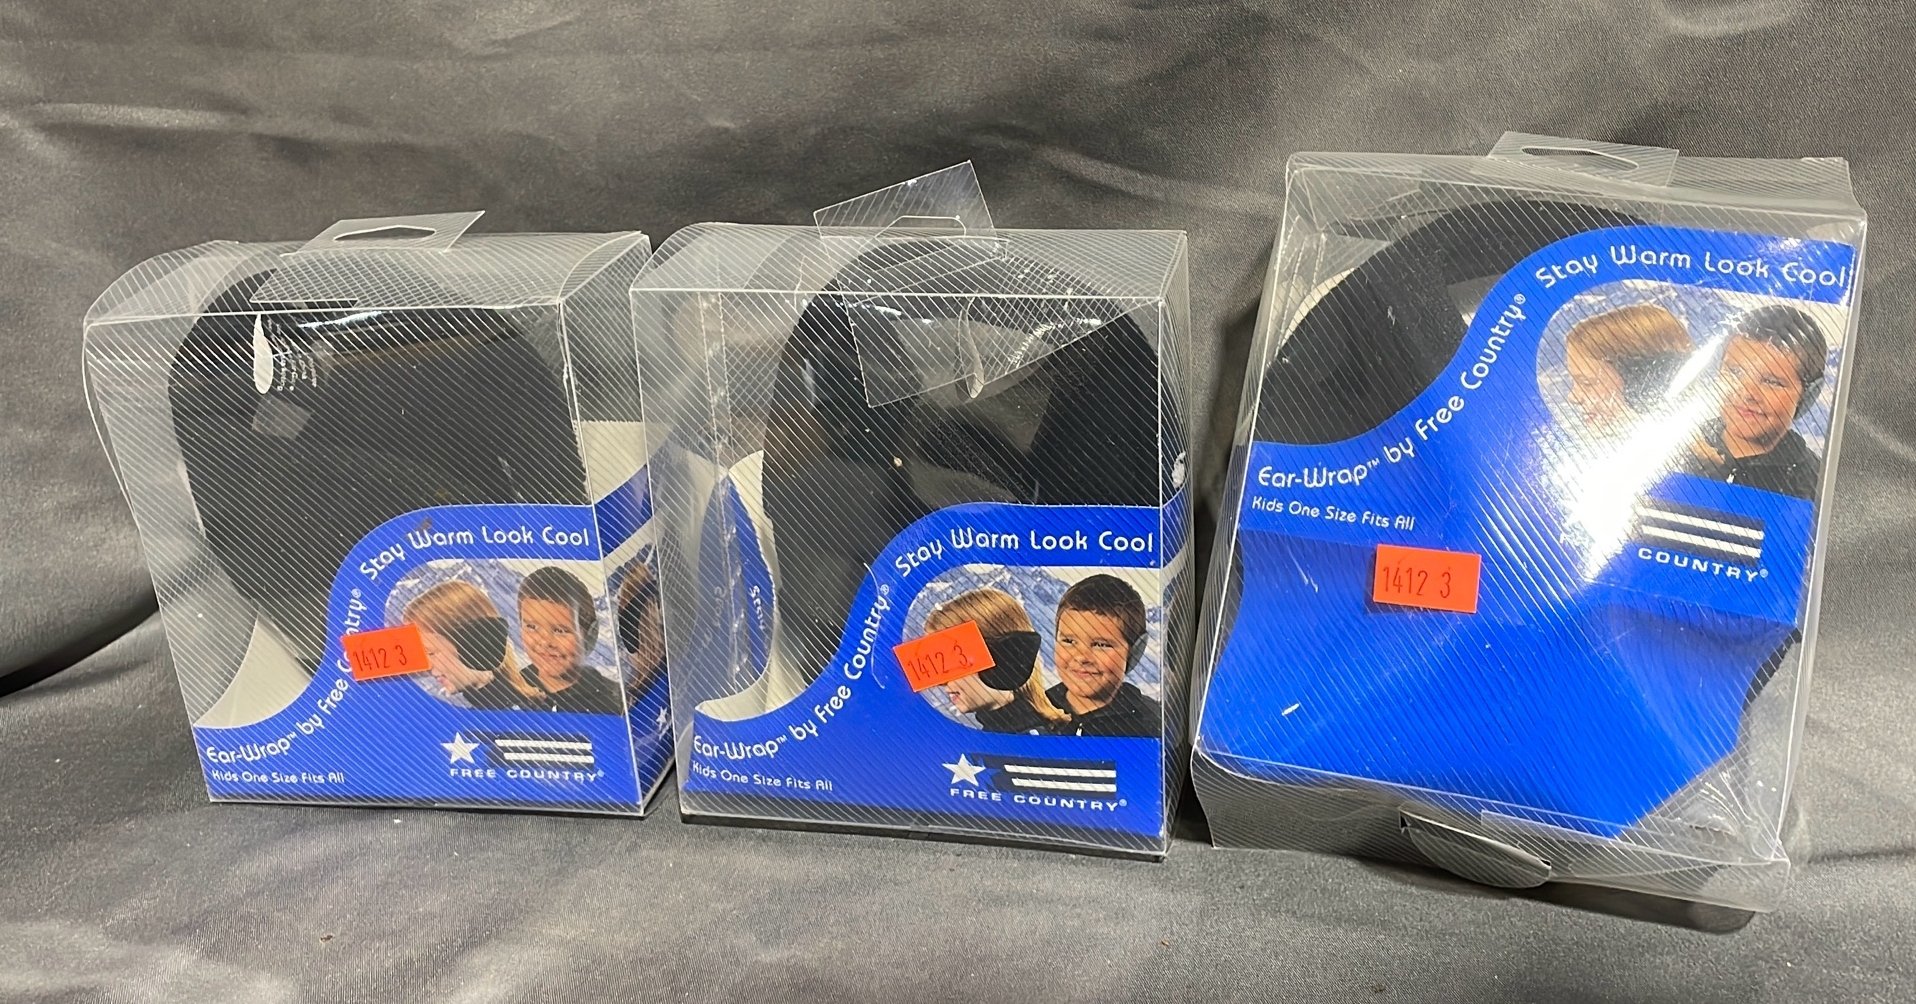 Stay Warm Look Cool
Ear-Wrap™ by Free Country®
Kids One Size Fits All
1412 3
FREE COUNTRY®
Stay Warm Look Cool
Ear-Wrap™ by Free Country®
Kids One Size Fits All
1412 3
FREE COUNTRY®
Stay
Stay Warm Look Cool
Ear-Wrap™ by Free Country®
Kids One Size Fits All
1412 3
COUNTRY®